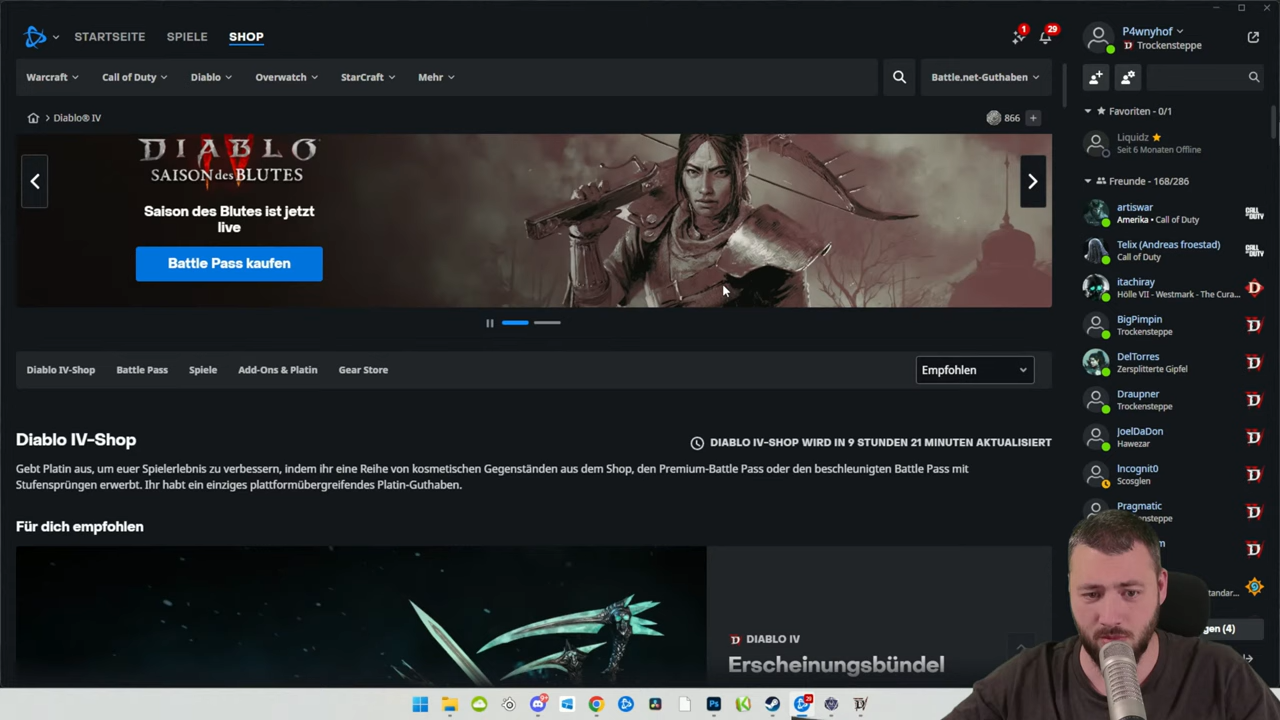 STARTSEITE SPIELE SHOP
1
29
P4wnyhof
Trockensteppe
Warcraft Call of Duty Diablo Overwatch StarCraft Mehr
Battle.net-Guthaben
Diablo® IV
866
Favoriten - 0/1
Liquidz
Seit 6 Monaten Offline
Freunde - 168/286
artiswar
Amerika • Call of Duty
Telix (Andreas froestad)
Call of Duty
itachiray
Hölle VII - Westmark - The Cura...
BigPimpin
Trockensteppe
DelTorres
Zersplitterte Gipfel
Draupner
Trockensteppe
JoelDaDon
Hawezar
Incognit0
Scosglen
Pragmatic
DIABLO
IV
SAISON des BLUTES
Saison des Blutes ist jetzt
live
Battle Pass kaufen
Diablo IV-Shop Battle Pass Spiele Add-Ons & Platin Gear Store
Empfohlen
Diablo IV-Shop
DIABLO IV-SHOP WIRD IN 9 STUNDEN 21 MINUTEN AKTUALISIERT
Gebt Platin aus, um euer Spielerlebnis zu verbessern, indem ihr eine Reihe von kosmetischen Gegenständen aus dem Shop, den Premium-Battle Pass oder den beschleunigten Battle Pass mit
Stufensprüngen erwerbt. Ihr habt ein einziges plattformübergreifendes Platin-Guthaben.
Für dich empfohlen
DIABLO IV
Erscheinungsbündel